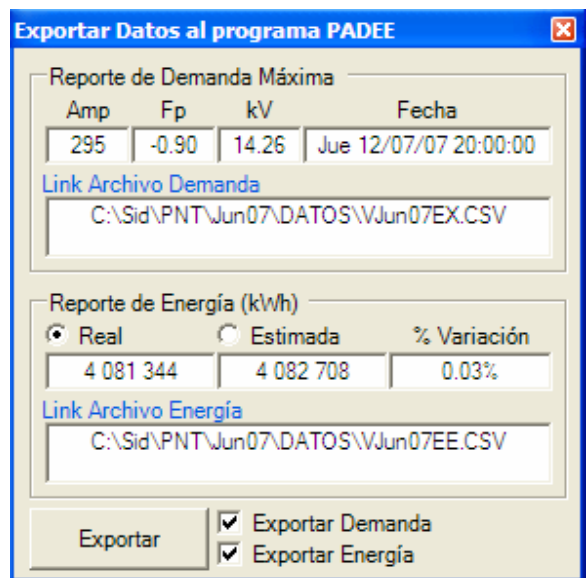 Exportar Datos al programa PADEE
Reporte de Demanda Máxima
Amp Fp kV Fecha
295 -0.90 14.26 Jue 12/07/07 20:00:00
Link Archivo Demanda
C:\Sid\PNT\Jun07\DATOS\VJun07EX.CSV
Reporte de Energía (kWh)
Real Estimada % Variación
4 081 344 4 082 708 0.03%
Link Archivo Energía
C:\Sid\PNT\Jun07\DATOS\VJun07EE.CSV
Exportar Exportar Demanda
Exportar Energía